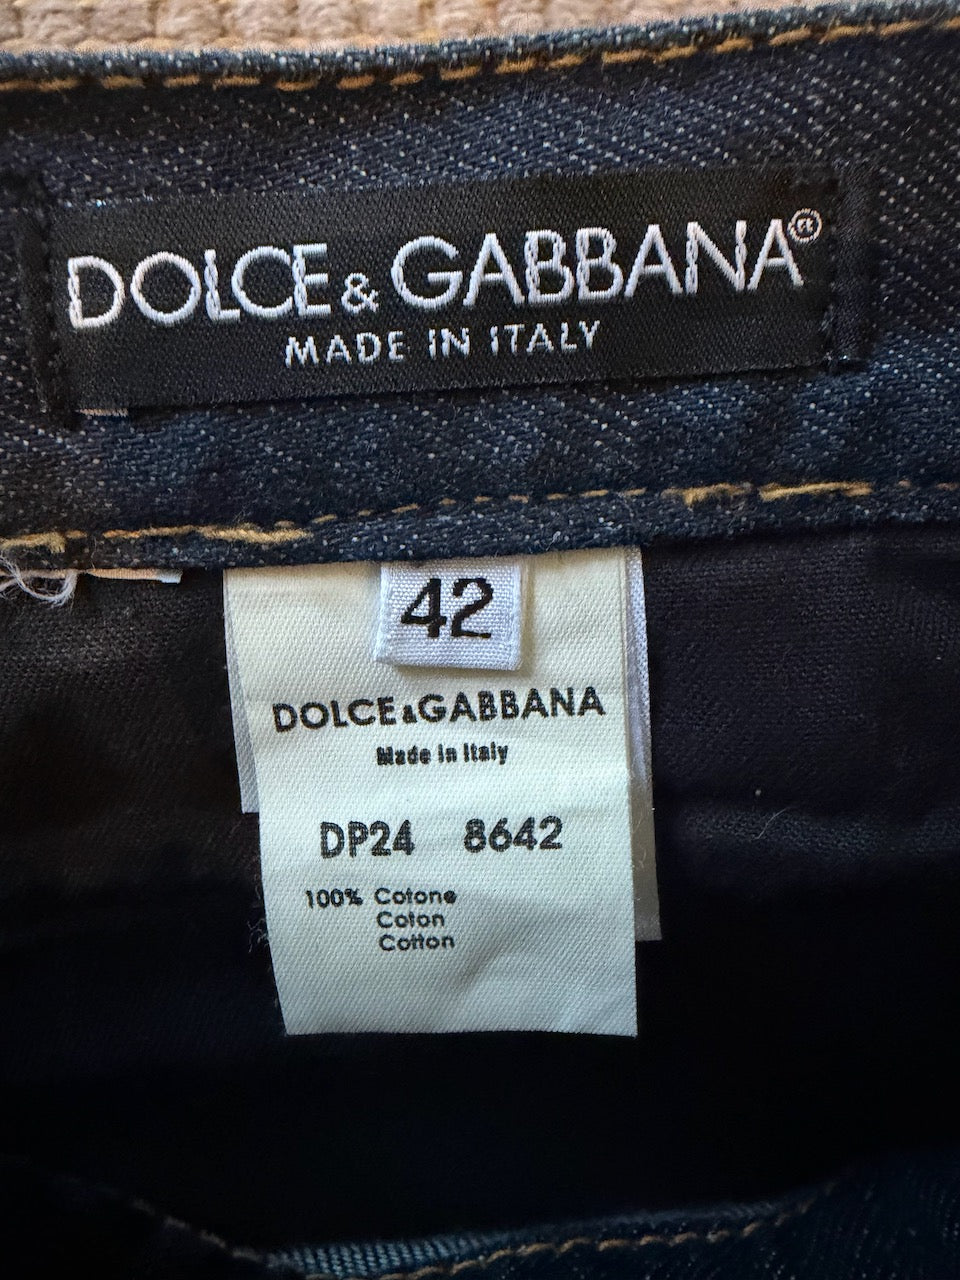 DOLCE & GABBANA®
MADE IN ITALY
42
DOLCE&GABBANA
Made in Italy
DP24 8642
100% Cotone
Coton
Cotton